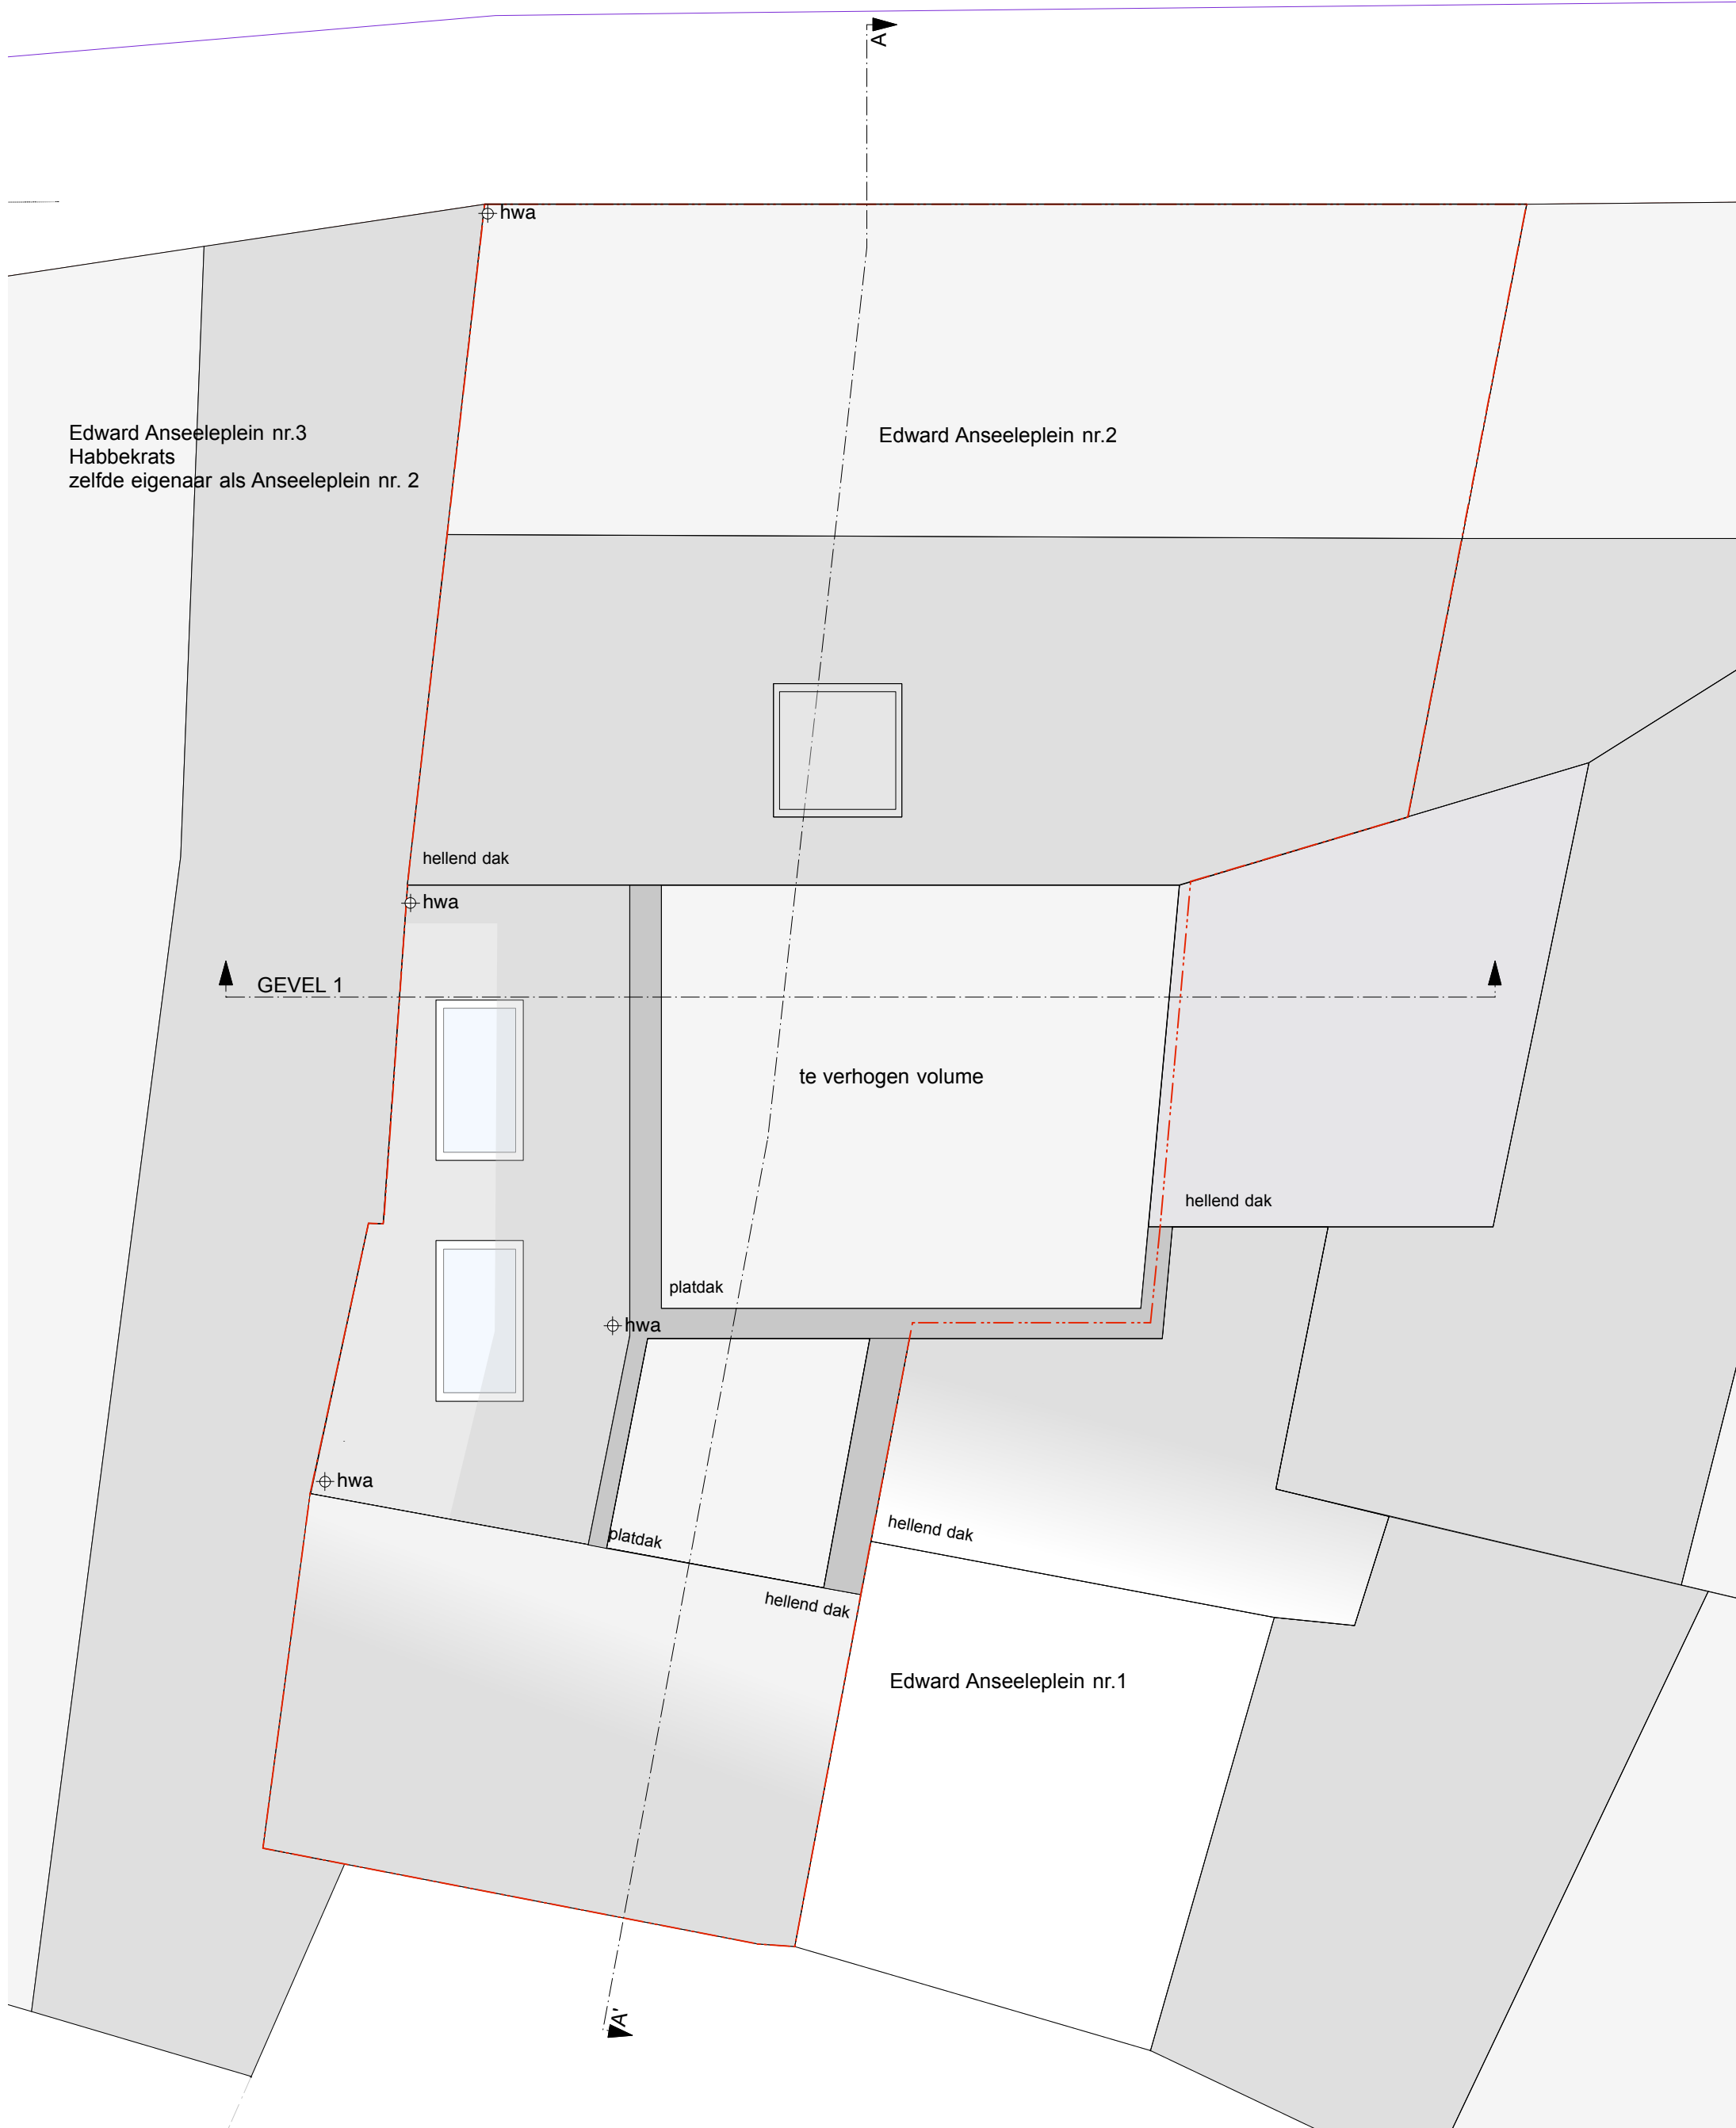 A
hwa
Edward Anseeleplein nr.3
Habbekrats
zelfde eigenaar als Anseeleplein nr. 2
Edward Anseeleplein nr.2
hellend dak
hwa
GEVEL 1
te verhogen volume
hellend dak
platdak
hwa
hwa
platdak
hellend dak
hellend dak
Edward Anseeleplein nr.1
A'